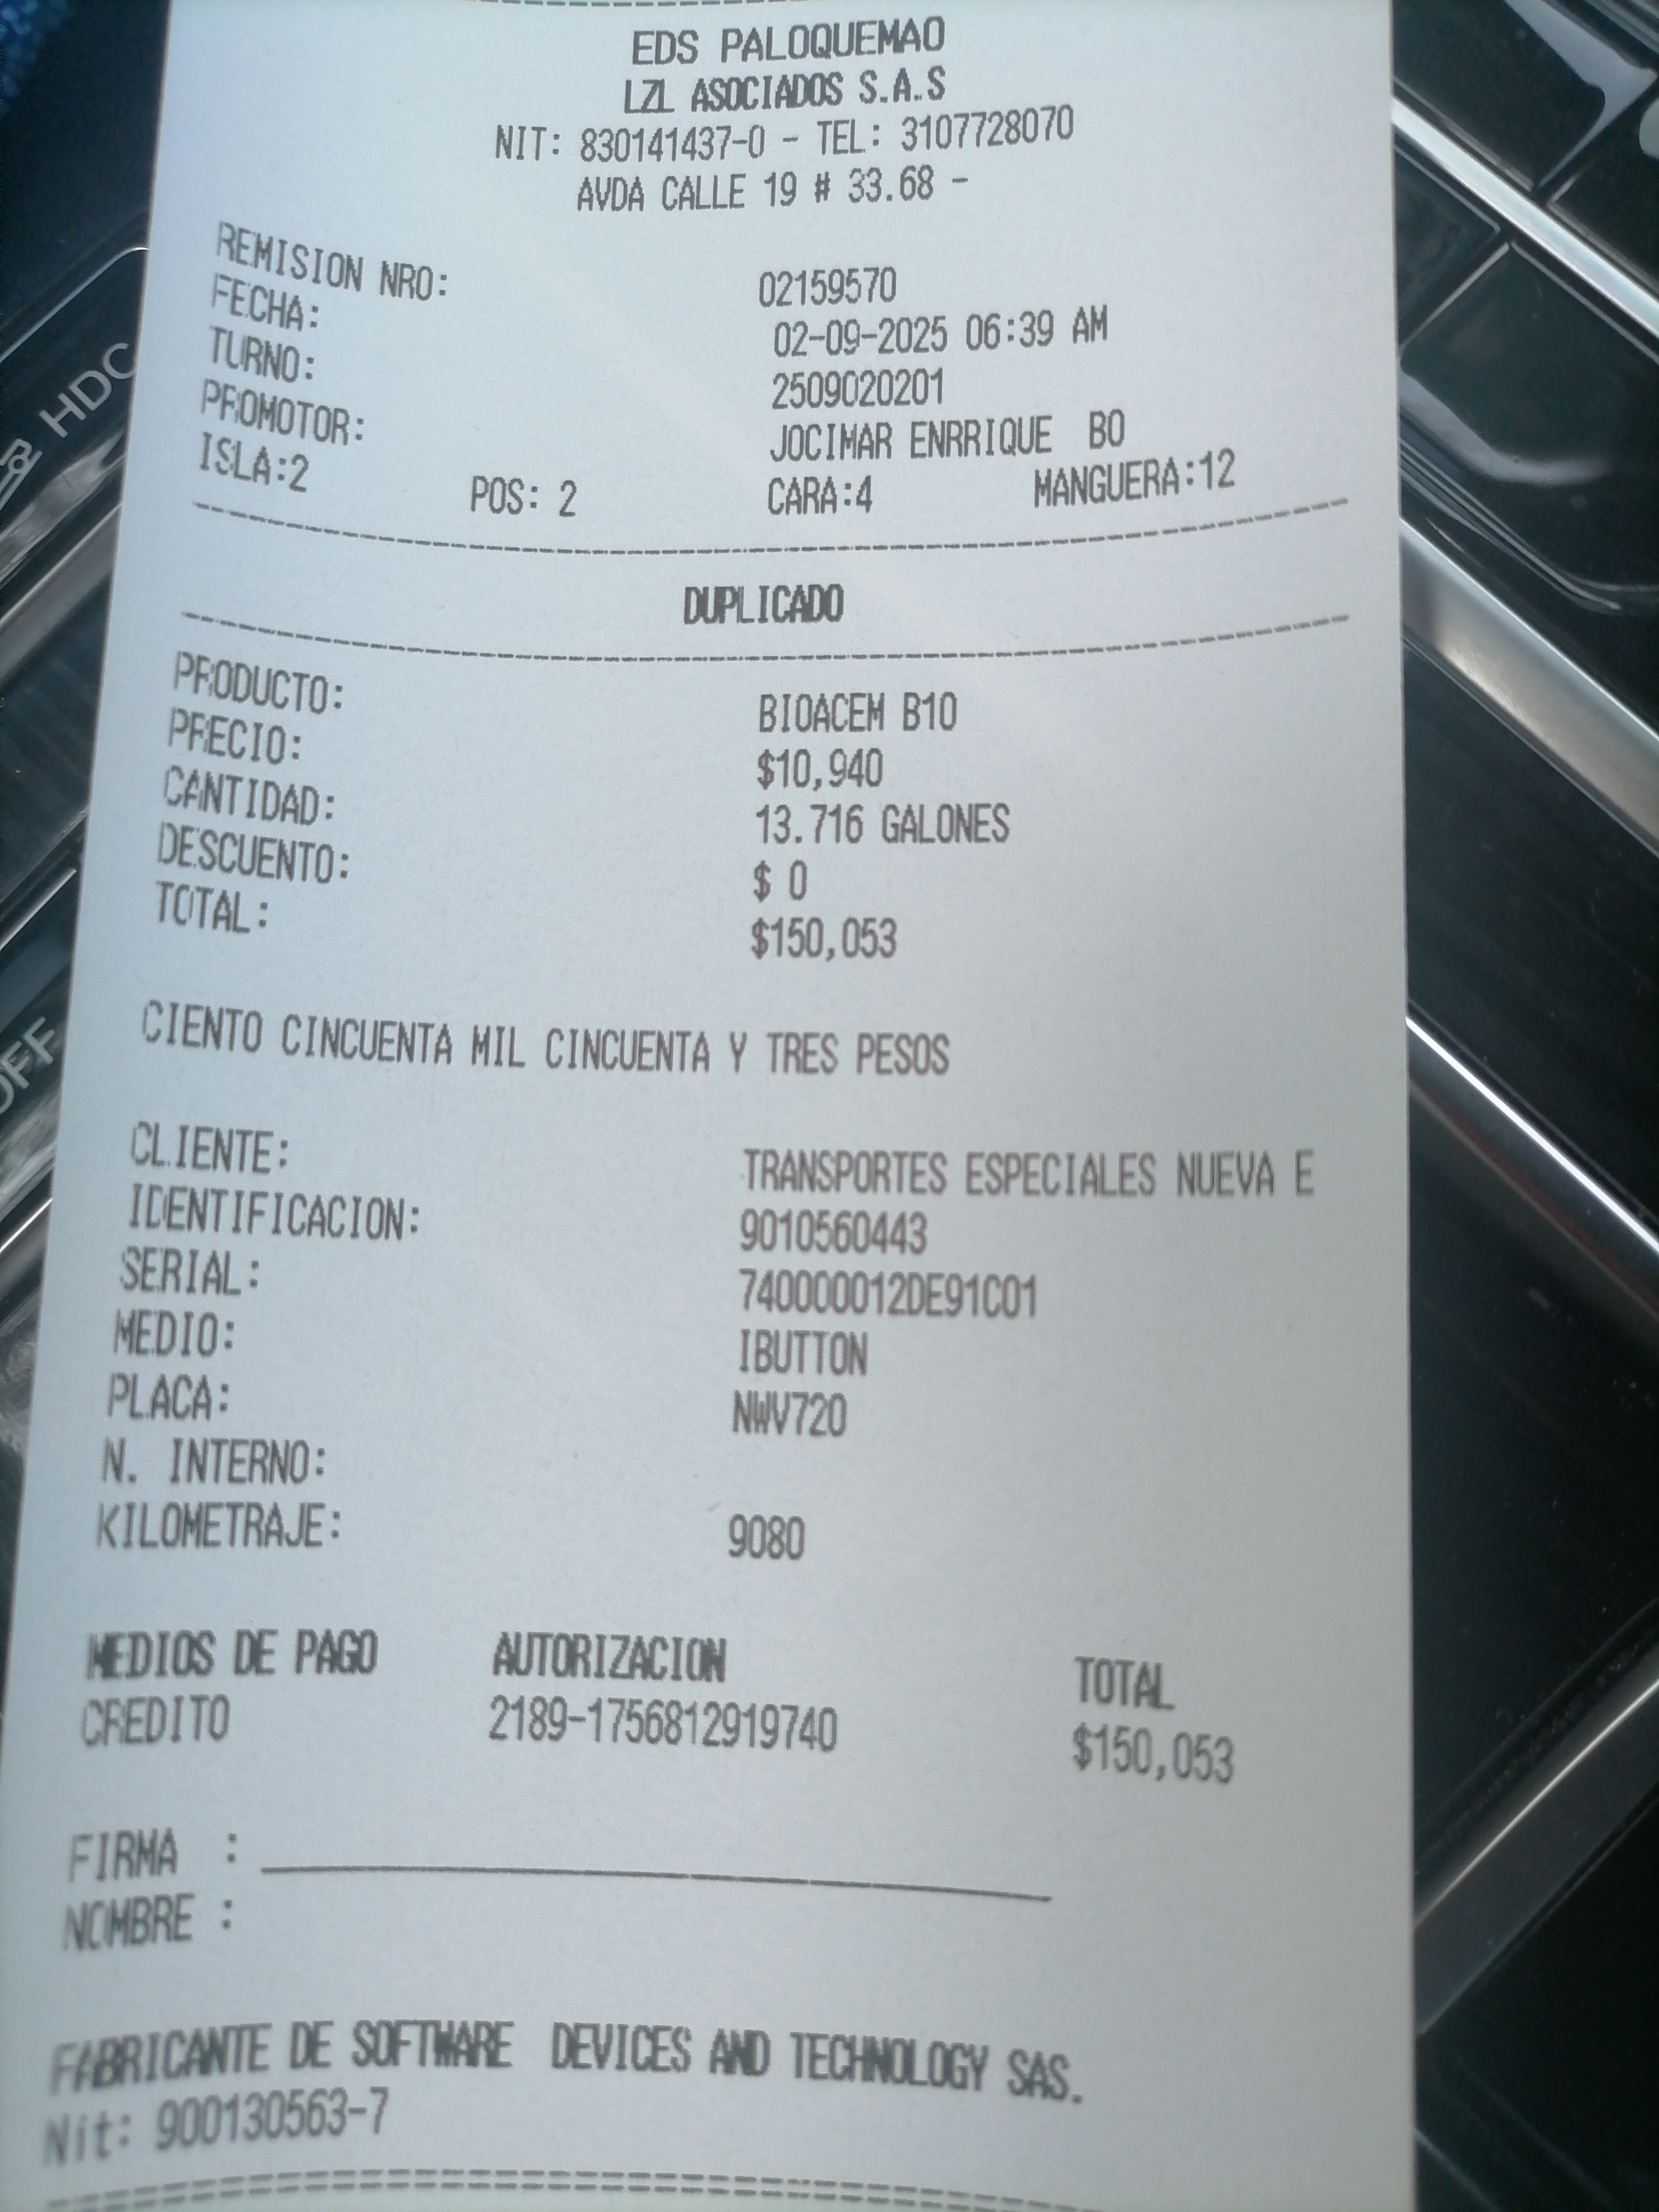 EDS PALOQUEMAO
LZL ASOCIADOS S.A.S
NIT: 830141437-0 - TEL: 3107728070
AVDA CALLE 19 # 33.68 -
REMISION NRO: 02159570
FECHA: 02-09-2025 06:39 AM
TURNO: 2509020201
PROMOTOR: JOCIMAR ENRRIQUE BO
ISLA:2 POS: 2 CARA:4 MANGUERA:12
DUPLICADO
PRODUCTO: BIOACEM B10
PRECIO: $10,940
CANTIDAD: 13.716 GALONES
DESCUENTO: $ 0
TOTAL: $150,053
CIENTO CINCUENTA MIL CINCUENTA Y TRES PESOS
CLIENTE: TRANSPORTES ESPECIALES NUEVA E
IDENTIFICACION: 9010560443
SERIAL: 740000012DE91C01
MEDIO: IBUTTON
PLACA: NWV720
N. INTERNO:
KILOMETRAJE: 9080
MEDIOS DE PAGO AUTORIZACION TOTAL
CREDITO 2189-1756812919740 $150,053
FIRMA :
NOMBRE :
FABRICANTE DE SOFTWARE DEVICES AND TECHNOLOGY SAS.
Nit: 900130563-7
HDC
OFF